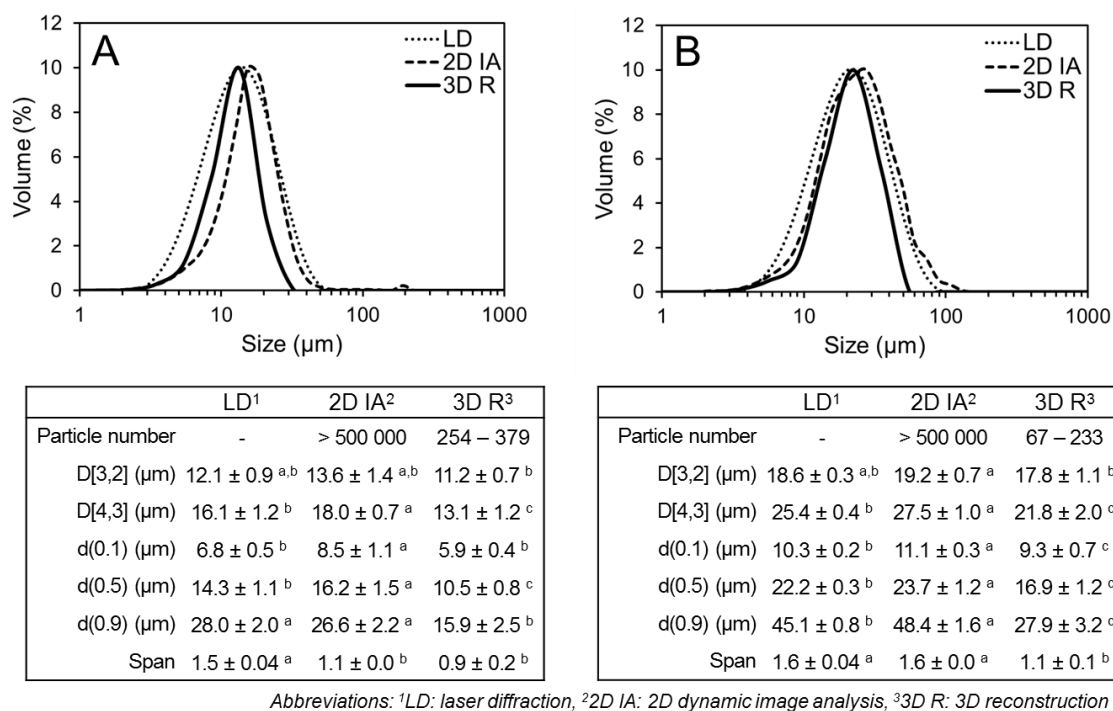 A
LD
2D IA
3D R
12
10
8
6
4
2
0
Volume (%)
1 10 100 1000
Size (µm)
B
LD
2D IA
3D R
12
10
8
6
4
2
0
Volume (%)
1 10 100 1000
Size (µm)
LD¹ 2D IA² 3D R³
Particle number - > 500 000 254 – 379
D[3,2] (µm) 12.1 ± 0.9 a,b 13.6 ± 1.4 a,b 11.2 ± 0.7 b
D[4,3] (µm) 16.1 ± 1.2 b 18.0 ± 0.7 a 13.1 ± 1.2 c
d(0.1) (µm) 6.8 ± 0.5 b 8.5 ± 1.1 a 5.9 ± 0.4 b
d(0.5) (µm) 14.3 ± 1.1 b 16.2 ± 1.5 a 10.5 ± 0.8 c
d(0.9) (µm) 28.0 ± 2.0 a 26.6 ± 2.2 a 15.9 ± 2.5 b
Span 1.5 ± 0.04 a 1.1 ± 0.0 b 0.9 ± 0.2 b
LD¹ 2D IA² 3D R³
Particle number - > 500 000 67 – 233
D[3,2] (µm) 18.6 ± 0.3 a,b 19.2 ± 0.7 a 17.8 ± 1.1 b
D[4,3] (µm) 25.4 ± 0.4 b 27.5 ± 1.0 a 21.8 ± 2.0 c
d(0.1) (µm) 10.3 ± 0.2 b 11.1 ± 0.3 a 9.3 ± 0.7 c
d(0.5) (µm) 22.2 ± 0.3 b 23.7 ± 1.2 a 16.9 ± 1.2 c
d(0.9) (µm) 45.1 ± 0.8 b 48.4 ± 1.6 a 27.9 ± 3.2 c
Span 1.6 ± 0.04 a 1.6 ± 0.0 a 1.1 ± 0.1 b
Abbreviations: ¹LD: laser diffraction, ²2D IA: 2D dynamic image analysis, ³3D R: 3D reconstruction